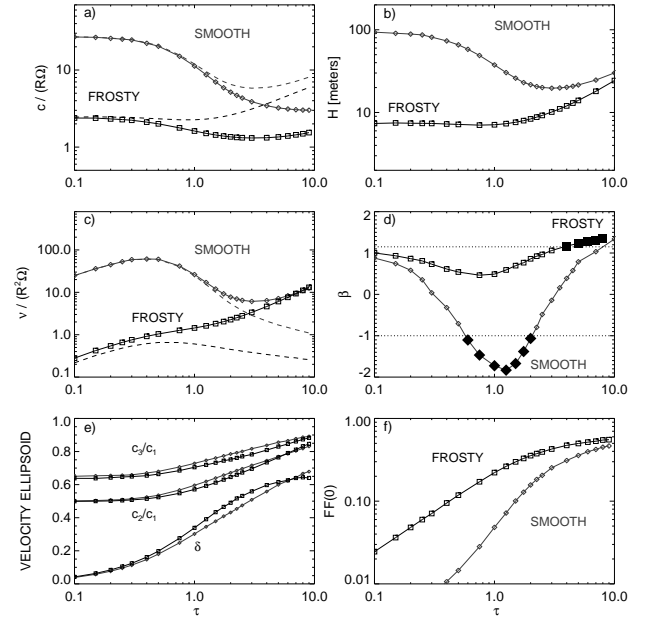 a)
SMOOTH
FROSTY
c / (RΩ)
10
1
0.1 1.0 10.0
b)
SMOOTH
FROSTY
H [meters]
100
10
0.1 1.0 10.0
c)
SMOOTH
FROSTY
ν / (R²Ω)
100.0
10.0
1.0
0.1
0.1 1.0 10.0
d)
FROSTY
SMOOTH
β
2
1
0
-1
-2
0.1 1.0 10.0
e)
c₃/c₁
c₂/c₁
δ
VELOCITY ELLIPSOID
1.0
0.8
0.6
0.4
0.2
0.0
0.1 1.0 10.0
τ
f)
FROSTY
SMOOTH
FF(0)
1.00
0.10
0.01
0.1 1.0 10.0
τ